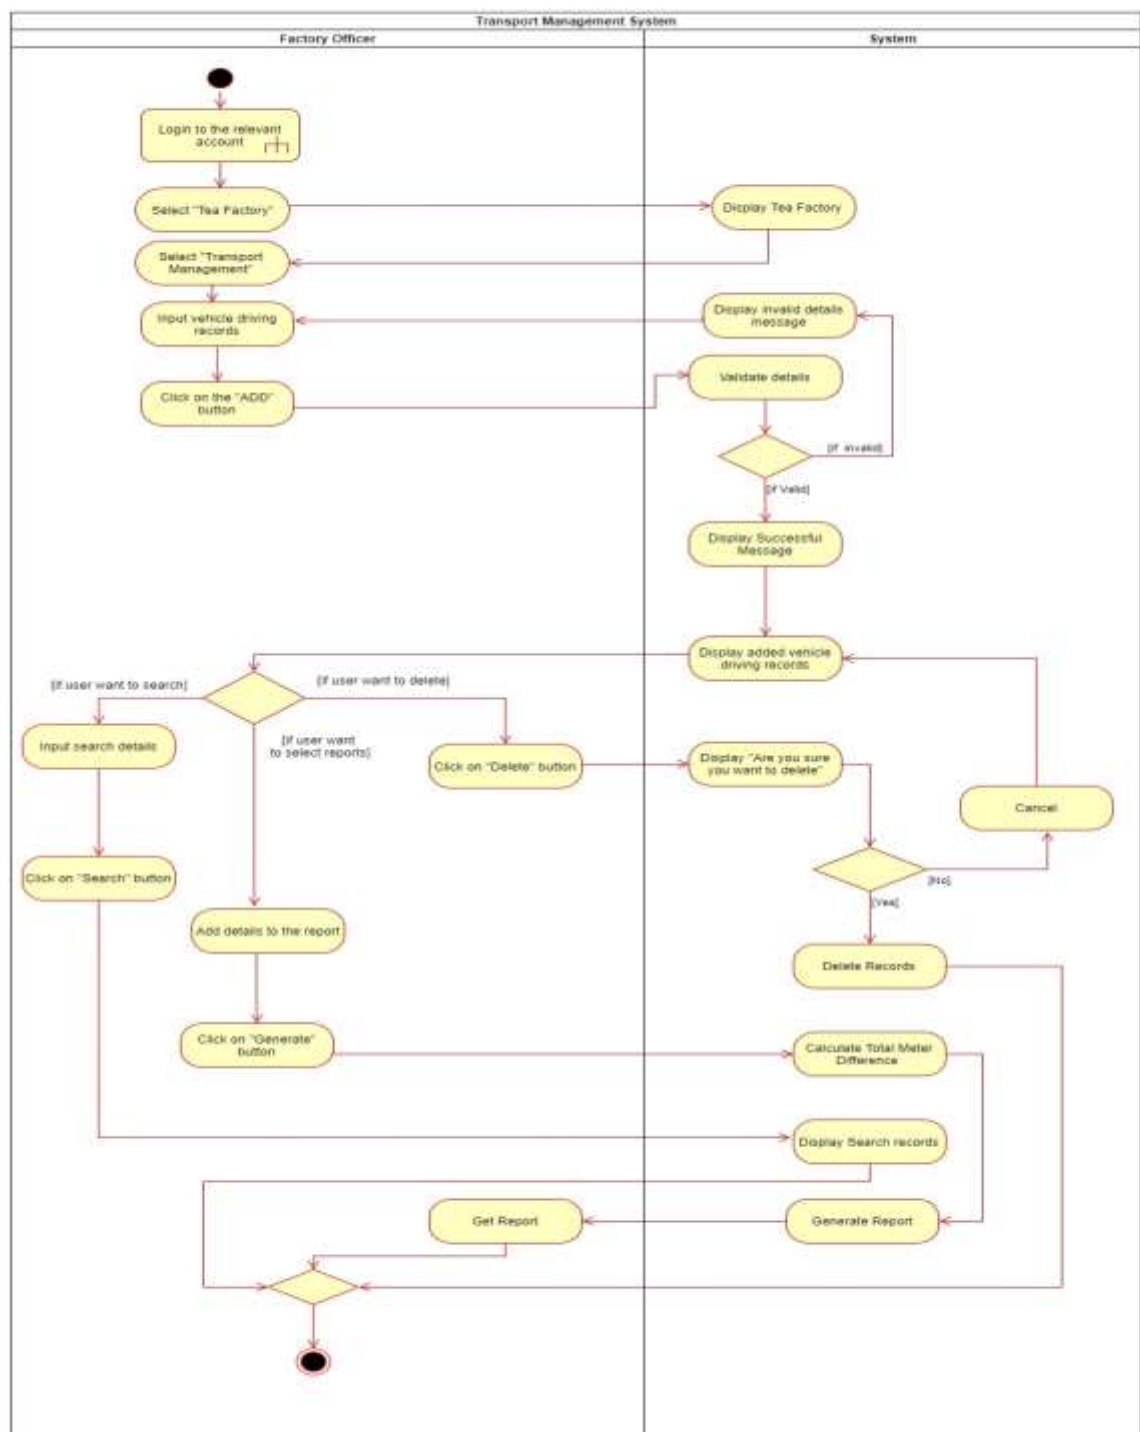 Transport Management System
Factory Officer
System
Login to the relevant
account
Select "Tea Factory"
Display Tea Factory
Select "Transport
Management"
Input vehicle driving
records
Display invalid details
message
Validate details
Click on the "ADD"
button
[If invalid]
[If Valid]
Display Successful
Message
Display added vehicle
driving records
[If user want to search]
[If user want to delete]
Input search details
[If user want
to select reports]
Click on "Delete" button
Display "Are you sure
you want to delete"
Cancel
Click on "Search" button
[No]
[Yes]
Add details to the report
Delete Records
Click on "Generate"
button
Calculate Total Meter
Difference
Display Search records
Get Report
Generate Report